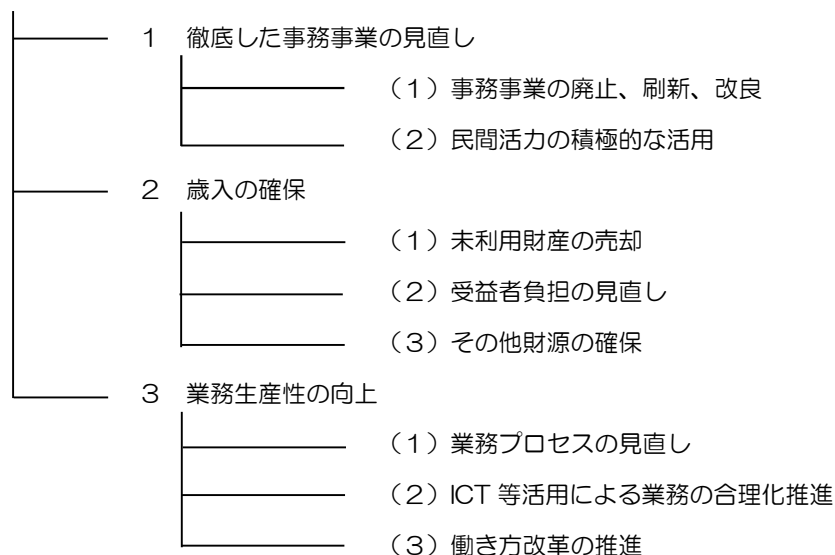 １ 徹底した事務事業の見直し
（１）事務事業の廃止、刷新、改良
（２）民間活力の積極的な活用
２ 歳入の確保
（１）未利用財産の売却
（２）受益者負担の見直し
（３）その他財源の確保
３ 業務生産性の向上
（１）業務プロセスの見直し
（２）ICT 等活用による業務の合理化推進
（３）働き方改革の推進